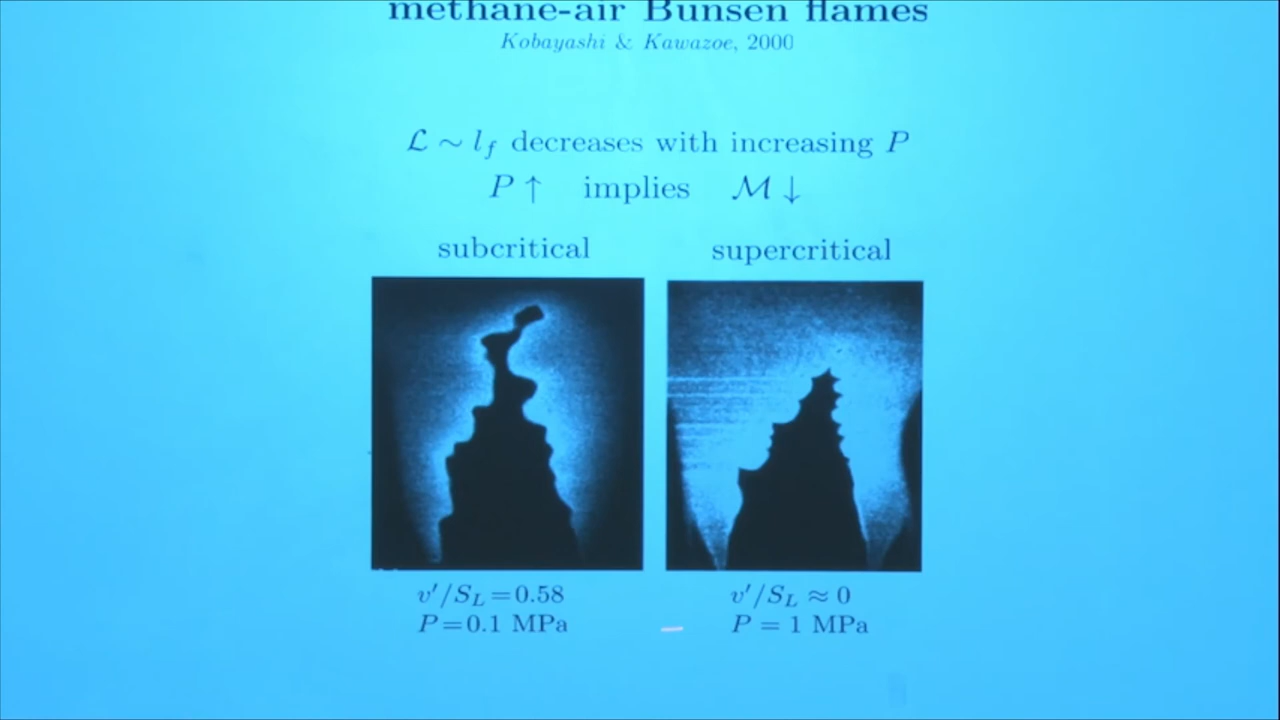 methane-air Bunsen flames
Kobayashi & Kawazoe, 2000
ℒ ∼ l_f decreases with increasing P
P ↑ implies ℳ ↓
subcritical supercritical
v′/S_L = 0.58 v′/S_L ≈ 0
P = 0.1 MPa P = 1 MPa